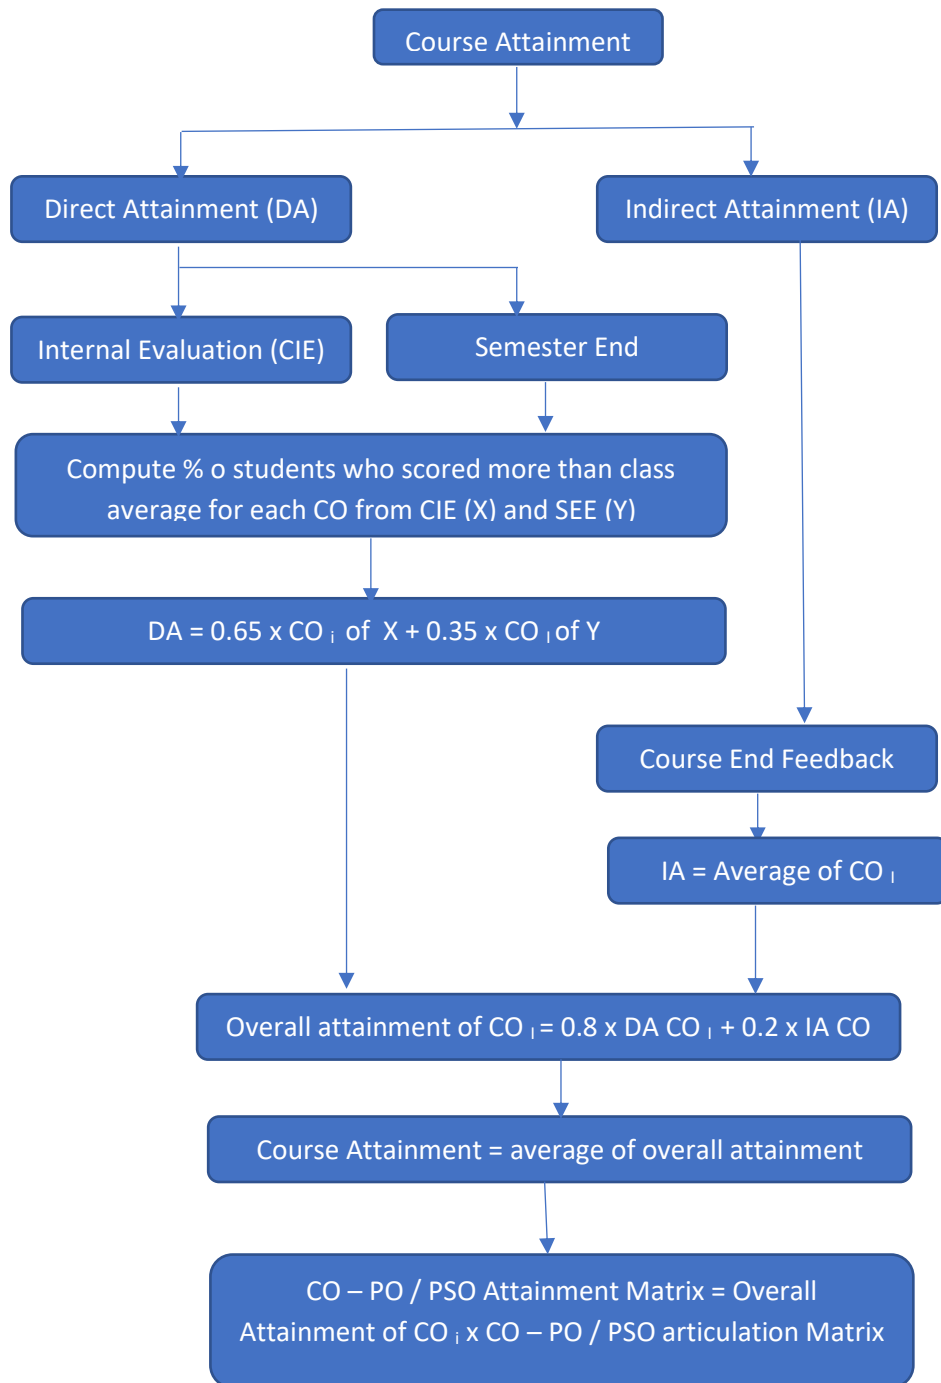 Course Attainment
Direct Attainment (DA)
Indirect Attainment (IA)
Internal Evaluation (CIE)
Semester End
Compute % o students who scored more than class
average for each CO from CIE (X) and SEE (Y)
DA = 0.65 x CO i of X + 0.35 x CO I of Y
Course End Feedback
IA = Average of CO I
Overall attainment of CO I = 0.8 x DA CO I + 0.2 x IA CO
Course Attainment = average of overall attainment
CO – PO / PSO Attainment Matrix = Overall
Attainment of CO i x CO – PO / PSO articulation Matrix